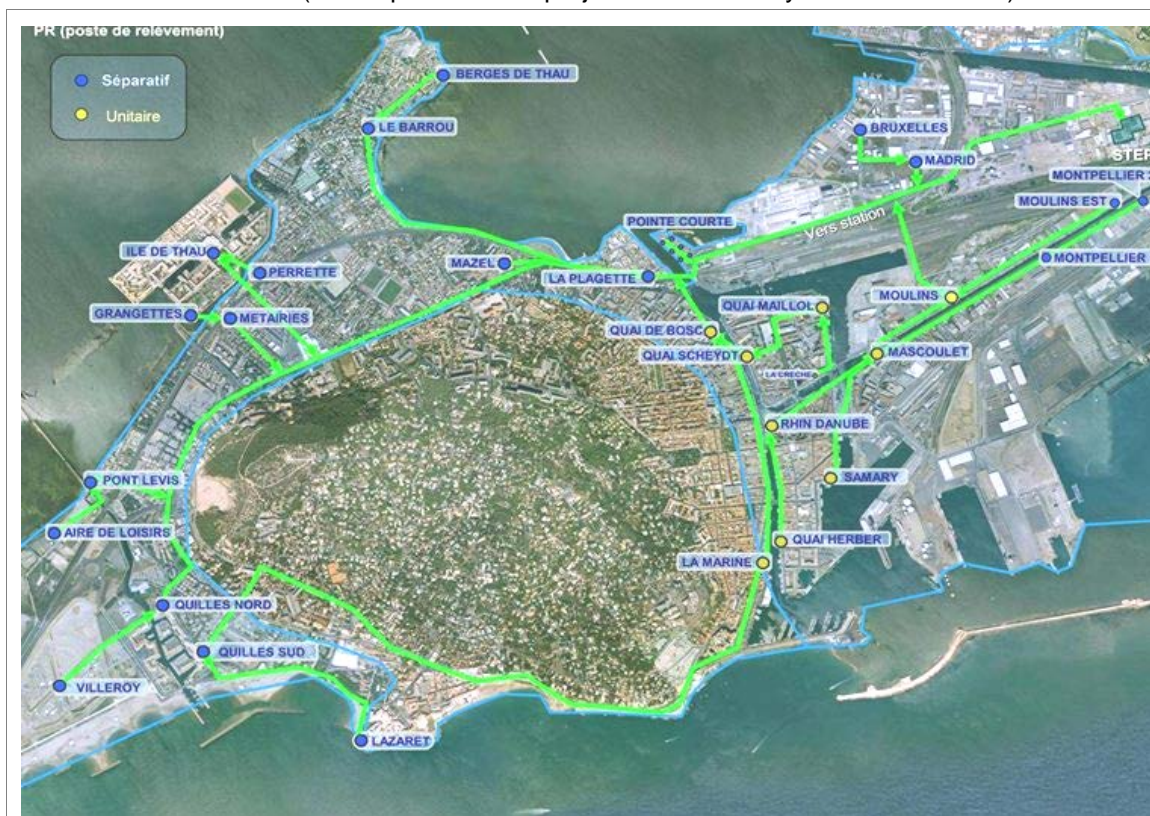 PR (poste de relèvement)
Séparatif
Unitaire
BERGES DE THAU
LE BARROU
BRUXELLES
MADRID
STEP
MONTPELLIER 2
MOULINS EST
POINTE COURTE
Vers station
ILE DE THAU
PERRETTE
MAZEL
LA PLAGETTE
MONTPELLIER
MOULINS
QUAI MAILLOL
GRANGETTES
METAIRIES
QUAI DE BOSC
QUAI SCHEYDT
MASCOULET
LA CRECHE
RHIN DANUBE
PONT LEVIS
SAMARY
AIRE DE LOISIRS
QUAI HERBER
LA MARINE
QUILLES NORD
QUILLES SUD
VILLEROY
LAZARET